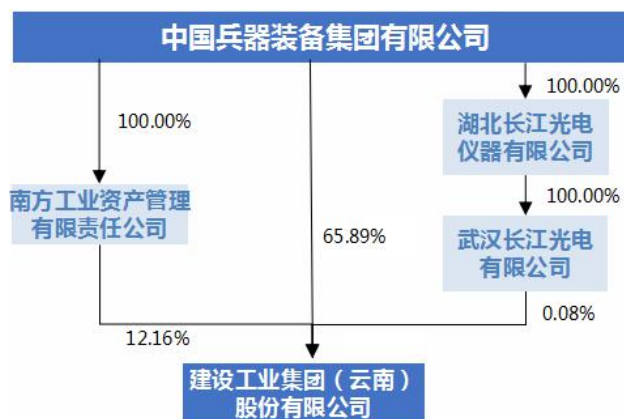 中国兵器装备集团有限公司
100.00%
100.00%
湖北长江光电
仪器有限公司
100.00%
南方工业资产管理
有限责任公司
65.89%
武汉长江光电
有限公司
12.16%
0.08%
建设工业集团（云南）
股份有限公司